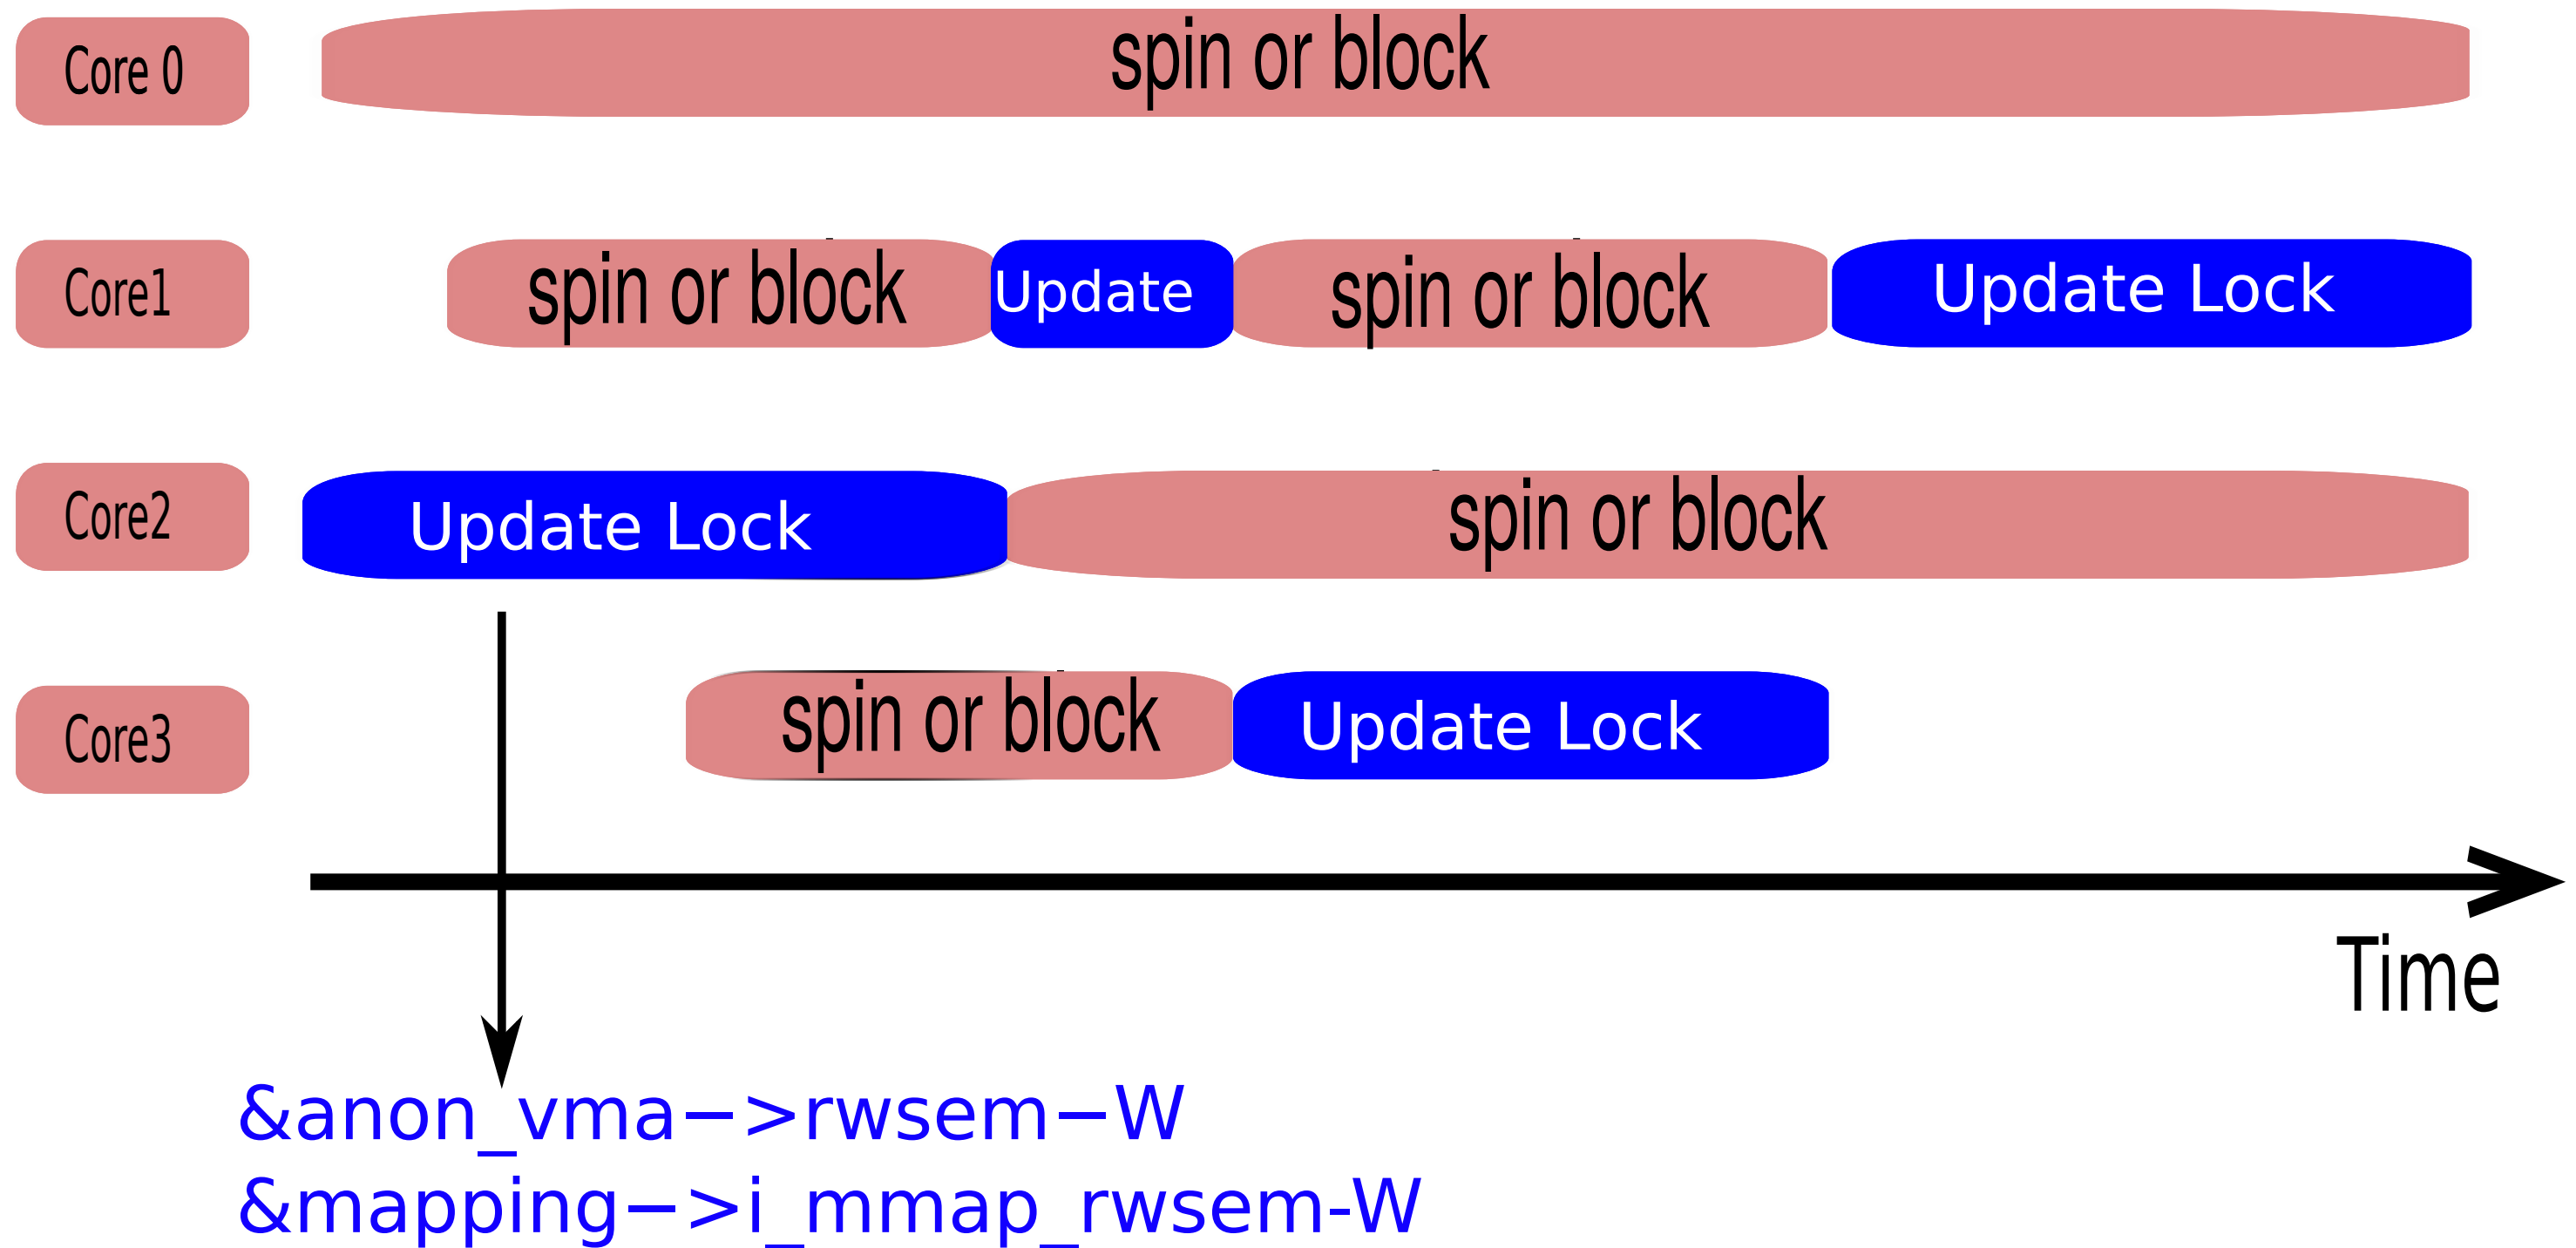 Core 0
spin or block
Core1
spin or block
Update
spin or block
Update Lock
Core2
Update Lock
spin or block
Core3
spin or block
Update Lock
Time
&anon_vma−>rwsem−W
&mapping−>i_mmap_rwsem-W